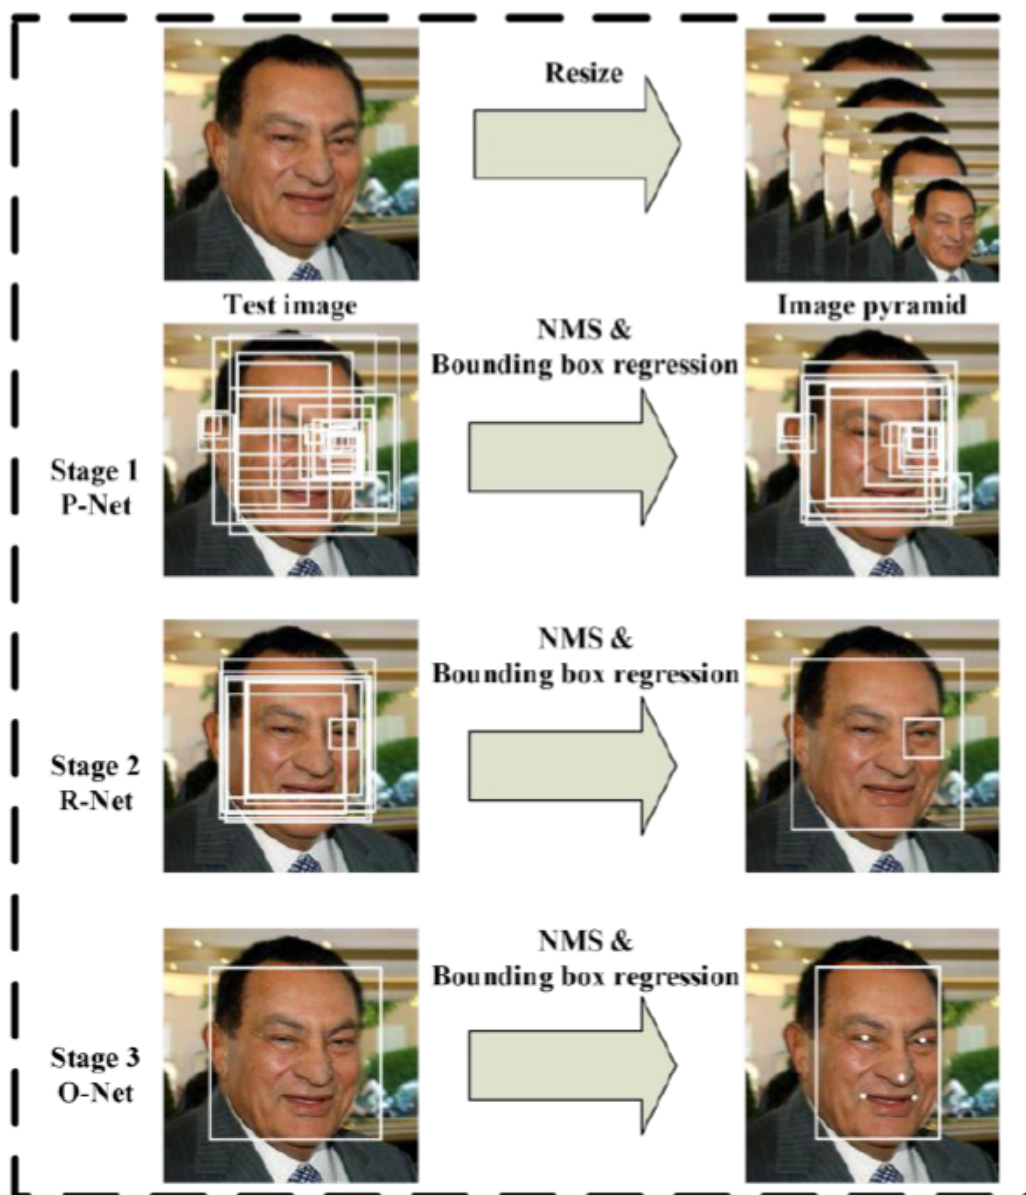 Resize
Test image
Image pyramid
NMS &
Bounding box regression
Stage 1
P-Net
NMS &
Bounding box regression
Stage 2
R-Net
NMS &
Bounding box regression
Stage 3
O-Net